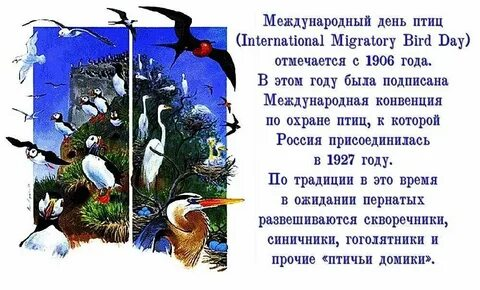 Международный день птиц
(International Migratory Bird Day)
отмечается с 1906 года.
В этом году была подписана
Международная конвенция
по охране птиц, к которой
Россия присоединилась
в 1927 году.
По традиции в это время
в ожидании пернатых
развешиваются скворечники,
синичники, гоголятники и
прочие «птичьи домики».